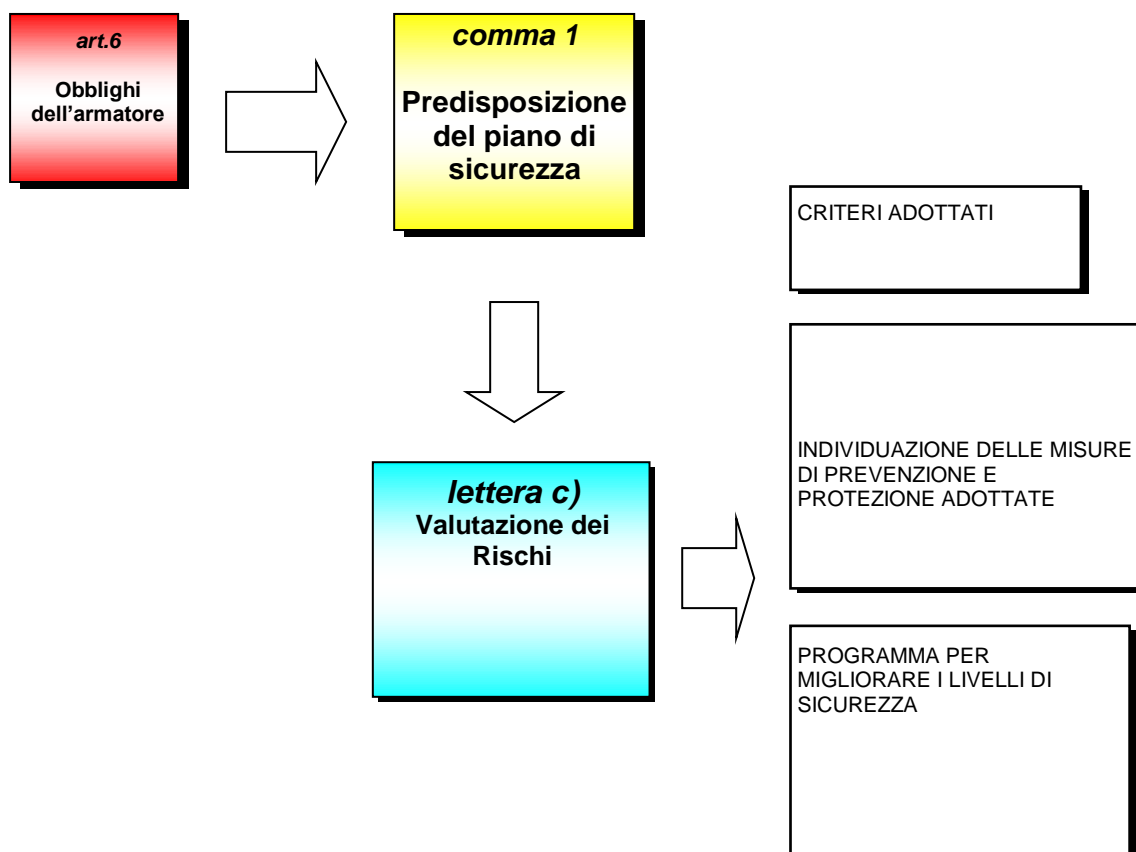 art.6
Obblighi
dell’armatore
comma 1
Predisposizione
del piano di
sicurezza
lettera c)
Valutazione dei
Rischi
CRITERI ADOTTATI
INDIVIDUAZIONE DELLE MISURE
DI PREVENZIONE E
PROTEZIONE ADOTTATE
PROGRAMMA PER
MIGLIORARE I LIVELLI DI
SICUREZZA